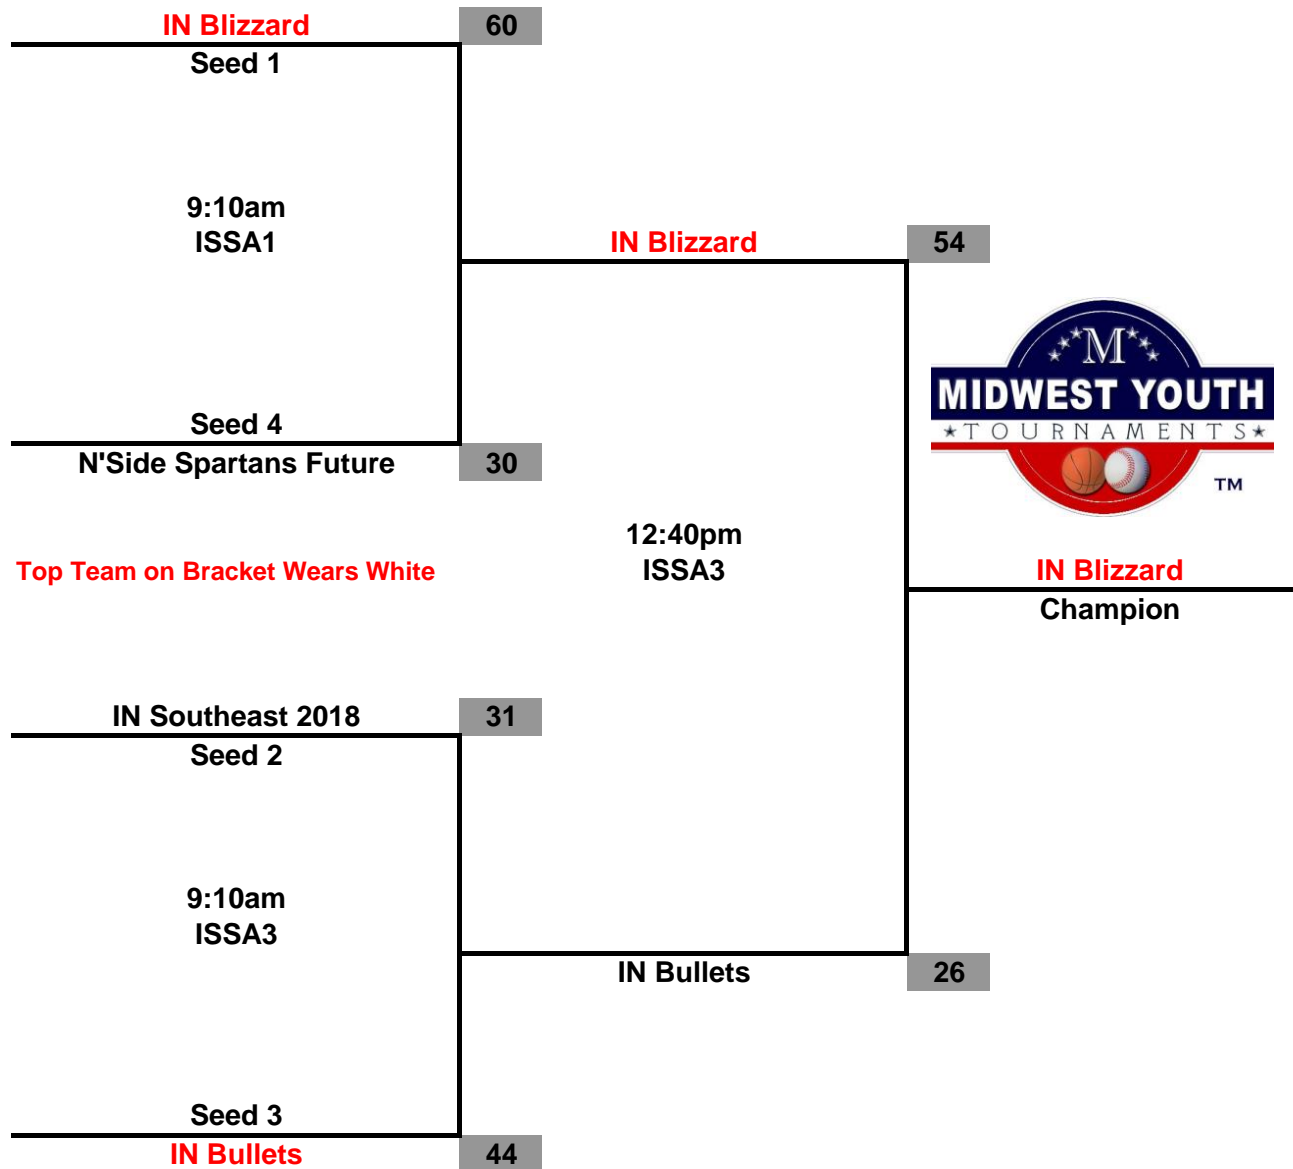 IN Blizzard 60
Seed 1
9:10am
ISSA1
IN Blizzard 54
M
MIDWEST YOUTH
TOURNAMENTS
TM
Seed 4
N'Side Spartans Future 30
12:40pm
Top Team on Bracket Wears White
ISSA3
IN Blizzard
Champion
IN Southeast 2018 31
Seed 2
9:10am
ISSA3
IN Bullets 26
Seed 3
IN Bullets 44